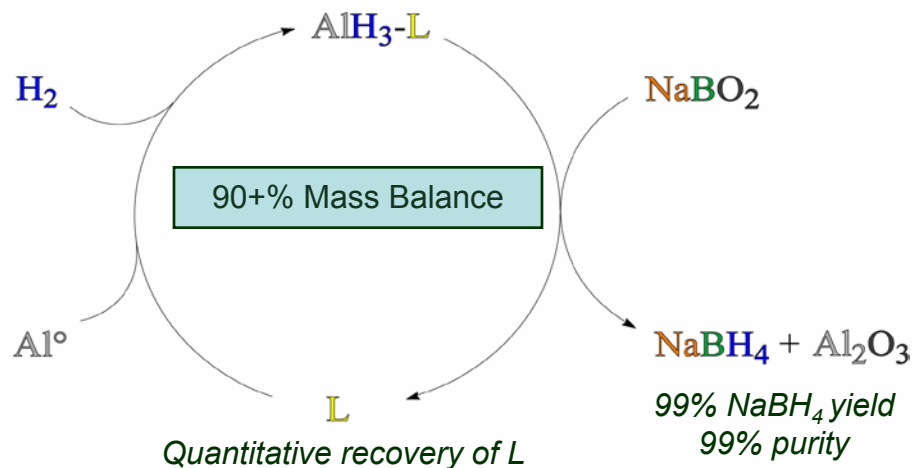 AlH₃-L
H₂
NaBO₂
90+% Mass Balance
Al°
NaBH₄ + Al₂O₃
L
99% NaBH₄ yield
99% purity
Quantitative recovery of L